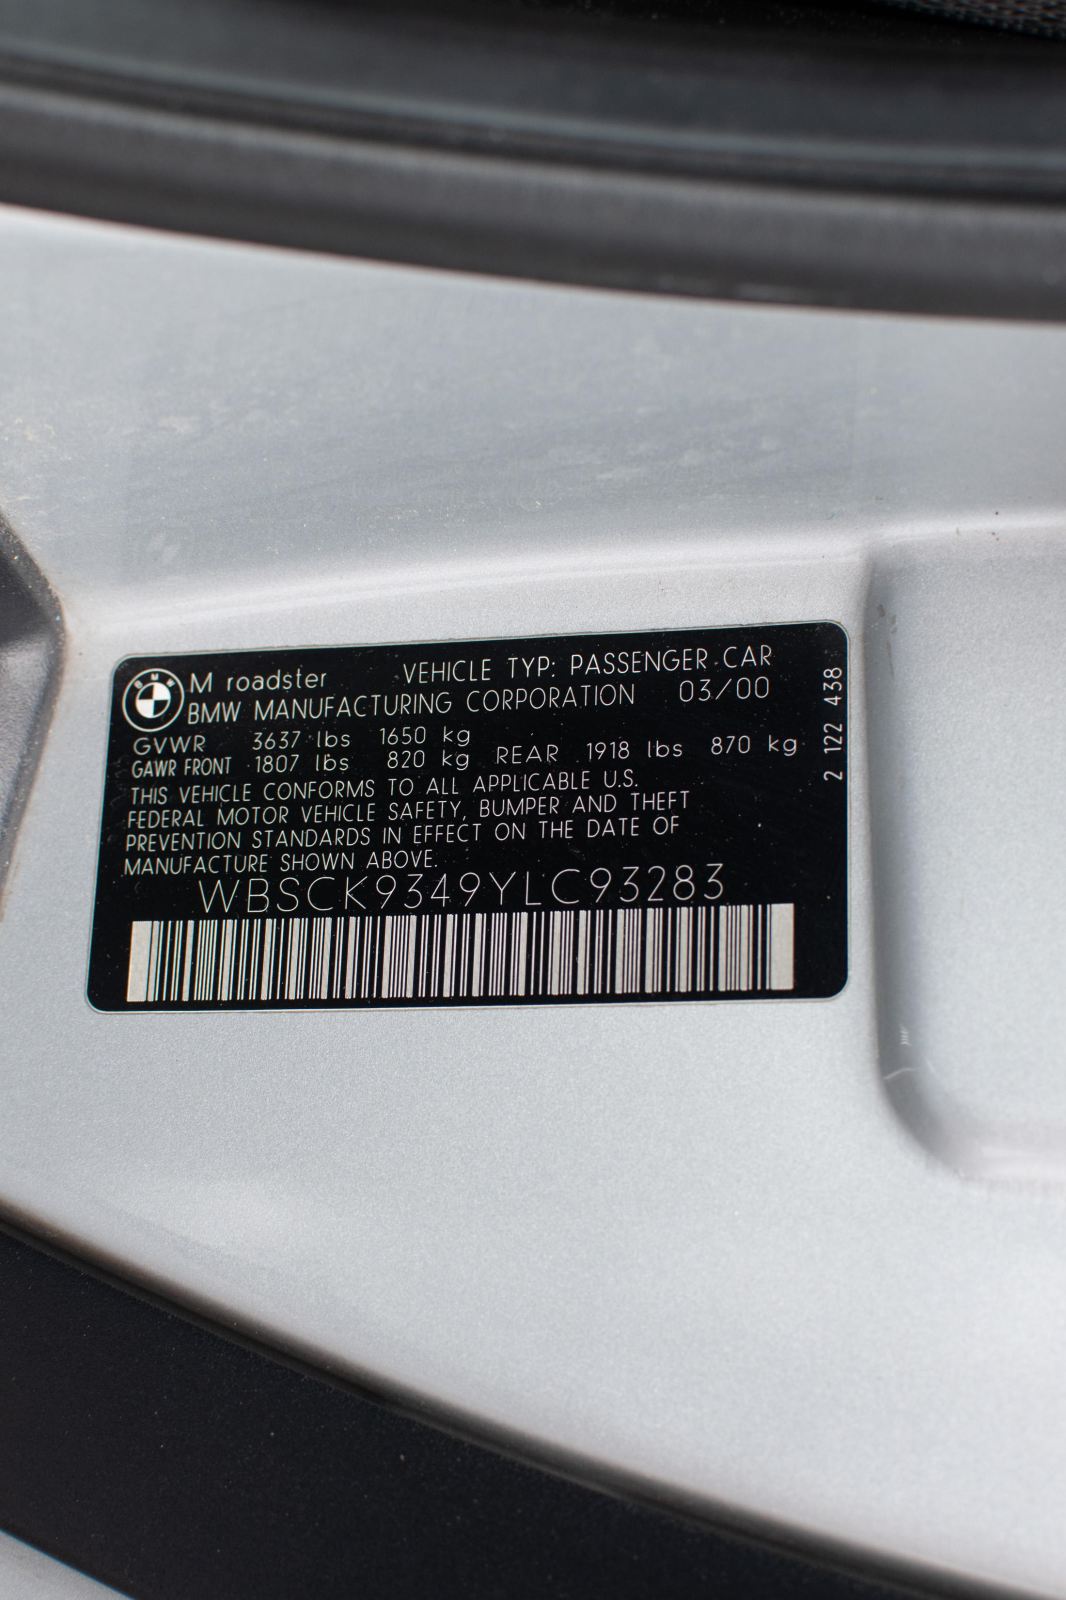 BMW
M roadster VEHICLE TYP: PASSENGER CAR
BMW MANUFACTURING CORPORATION 03/00
GVWR 3637 lbs 1650 kg
GAWR FRONT 1807 lbs 820 kg REAR 1918 lbs 870 kg
THIS VEHICLE CONFORMS TO ALL APPLICABLE U.S.
FEDERAL MOTOR VEHICLE SAFETY, BUMPER AND THEFT
PREVENTION STANDARDS IN EFFECT ON THE DATE OF
MANUFACTURE SHOWN ABOVE.
WBSCK9349YLC93283
2 122 438